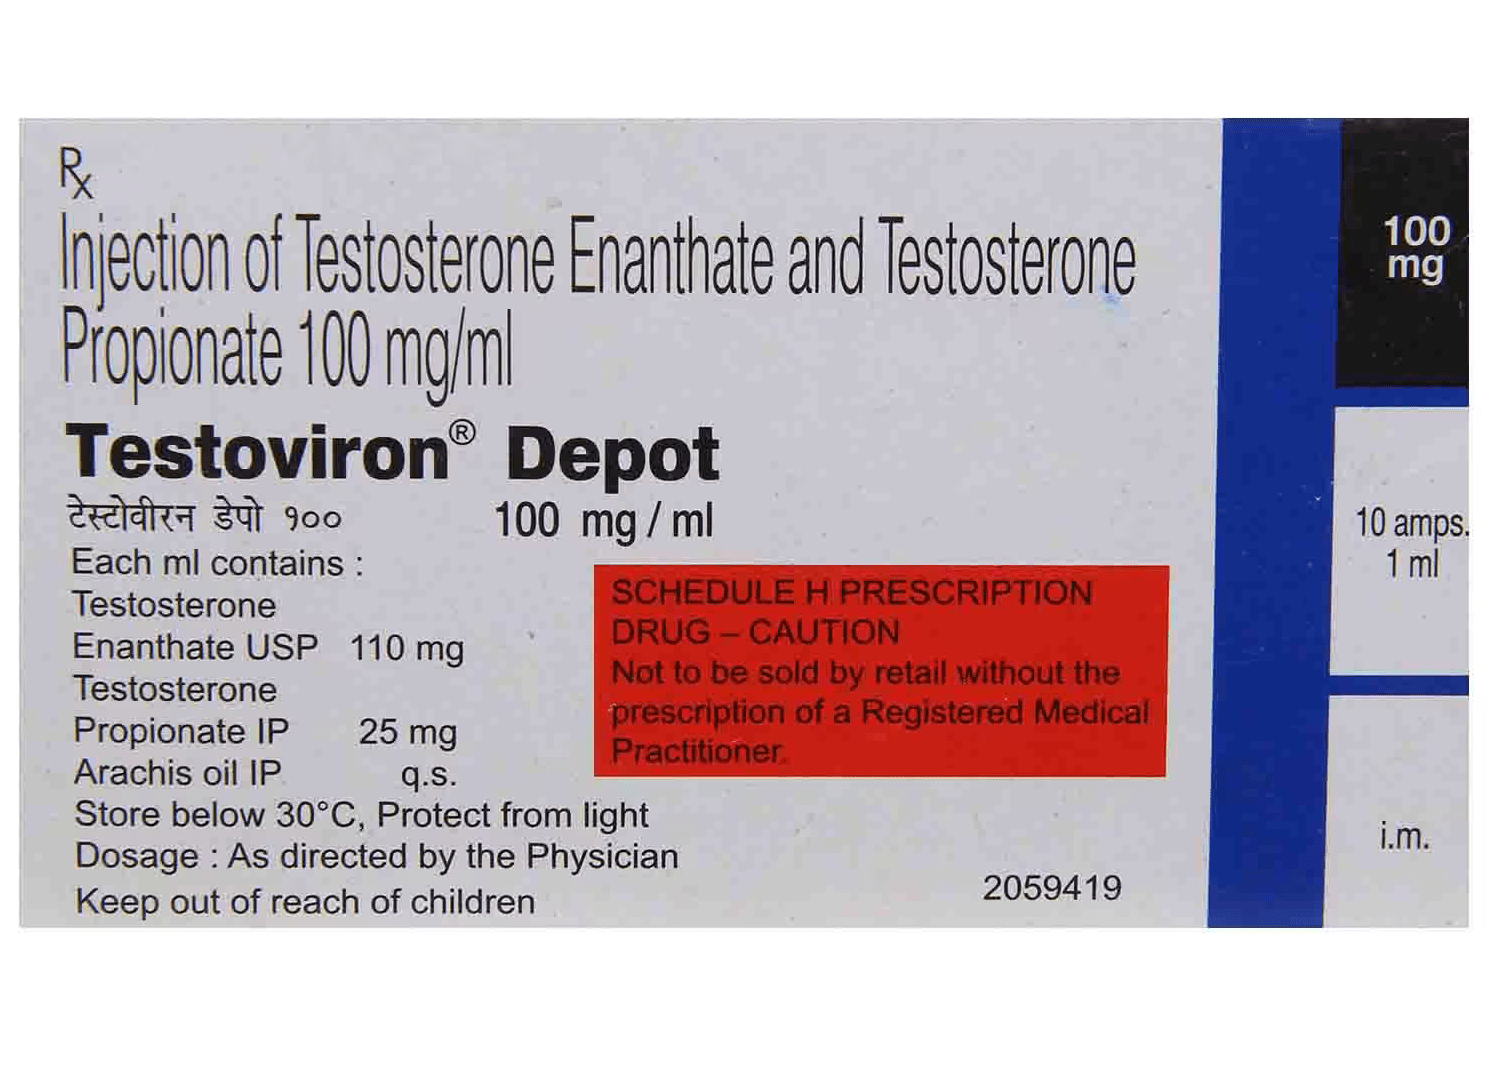 Rx
Injection of Testosterone Enanthate and Testosterone
Propionate 100 mg/ml
Testoviron® Depot
टेस्टोवीरन डेपो १००
100 mg / ml
Each ml contains :
Testosterone
Enanthate USP 110 mg
Testosterone
Propionate IP 25 mg
Arachis oil IP q.s.
Store below 30°C, Protect from light
Dosage : As directed by the Physician
Keep out of reach of children
SCHEDULE H PRESCRIPTION
DRUG – CAUTION
Not to be sold by retail without the
prescription of a Registered Medical
Practitioner.
2059419
100
mg
10 amps.
1 ml
i.m.